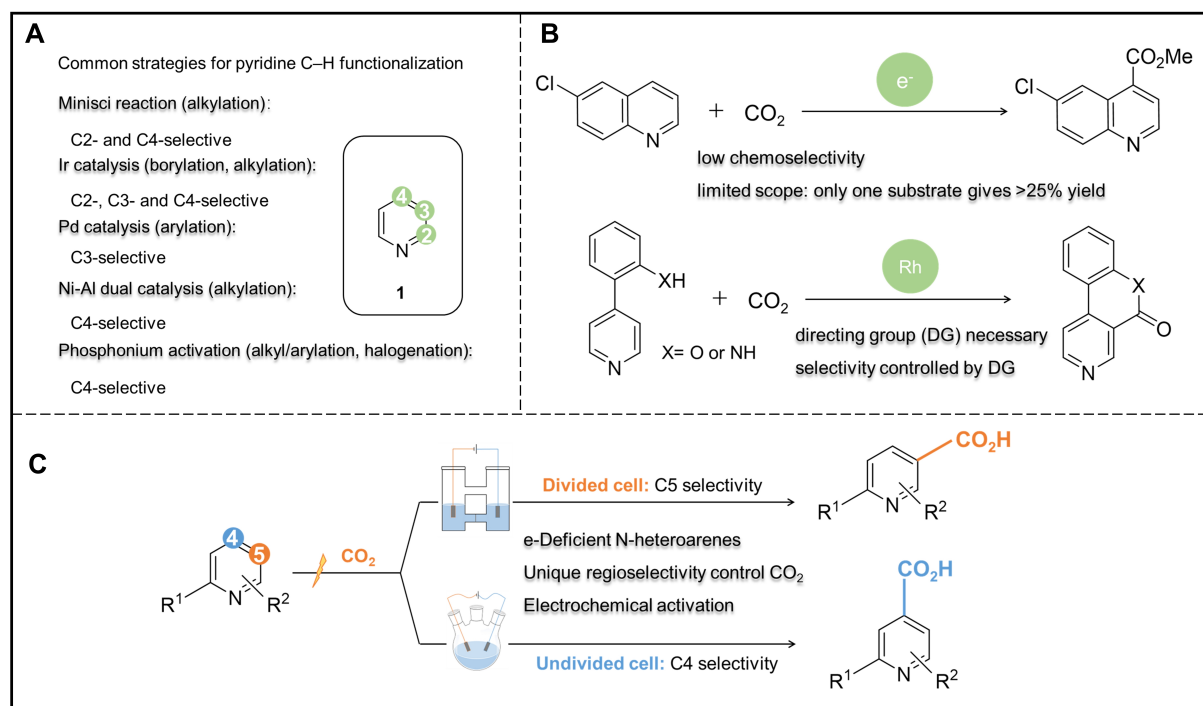 A
Common strategies for pyridine C–H functionalization
Minisci reaction (alkylation):
C2- and C4-selective
Ir catalysis (borylation, alkylation):
C2-, C3- and C4-selective
Pd catalysis (arylation):
C3-selective
Ni-Al dual catalysis (alkylation):
C4-selective
Phosphonium activation (alkyl/arylation, halogenation):
C4-selective
4
3
2
N
1
B
Cl
N
+
CO₂
e⁻
low chemoselectivity
limited scope: only one substrate gives >25% yield
CO₂Me
Cl
N
XH
N
X= O or NH
+
CO₂
Rh
directing group (DG) necessary
selectivity controlled by DG
X
O
N
C
4
5
R¹
N
R²
CO₂
Divided cell: C5 selectivity
e-Deficient N-heteroarenes
Unique regioselectivity control CO₂
Electrochemical activation
Undivided cell: C4 selectivity
CO₂H
R¹
N
R²
CO₂H
R¹
N
R²